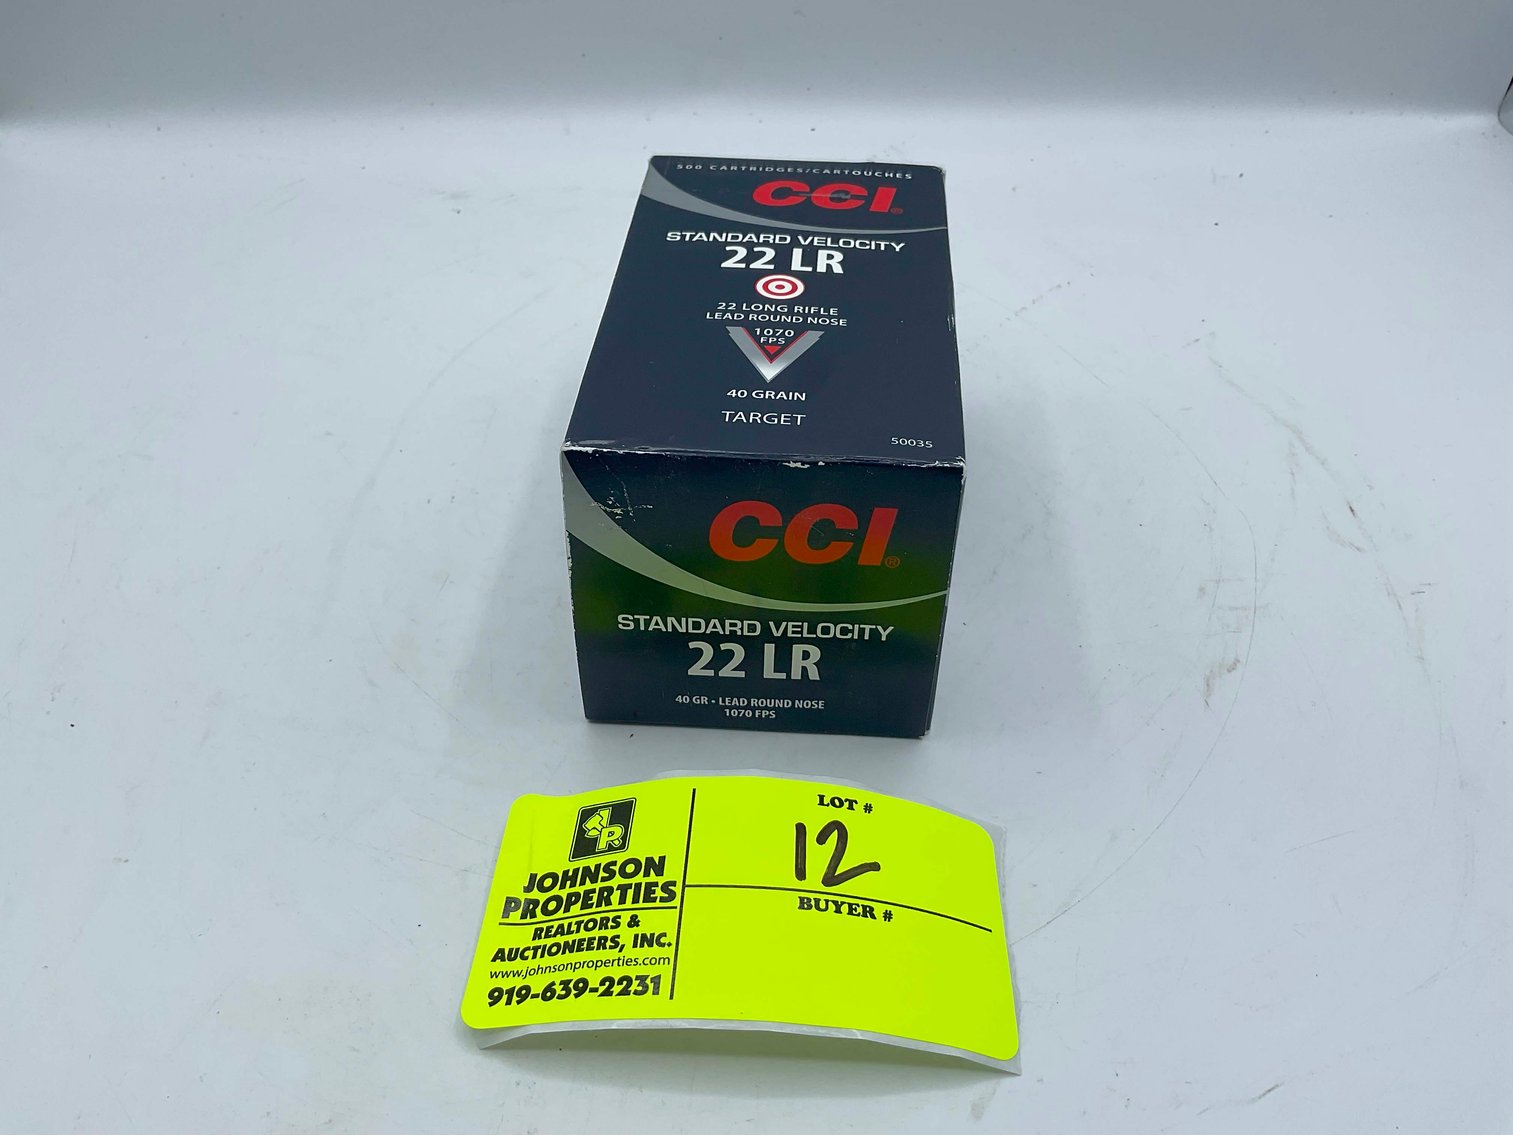 500 CARTRIDGES/CARTOUCHES
CCI®
STANDARD VELOCITY
22 LR
22 LONG RIFLE
LEAD ROUND NOSE
1070
FPS
40 GRAIN
TARGET
50035
CCI®
STANDARD VELOCITY
22 LR
40 GR • LEAD ROUND NOSE
1070 FPS
JR
JOHNSON
PROPERTIES
REALTORS &
AUCTIONEERS, INC.
www.johnsonproperties.com
919-639-2231
LOT #
12
BUYER #